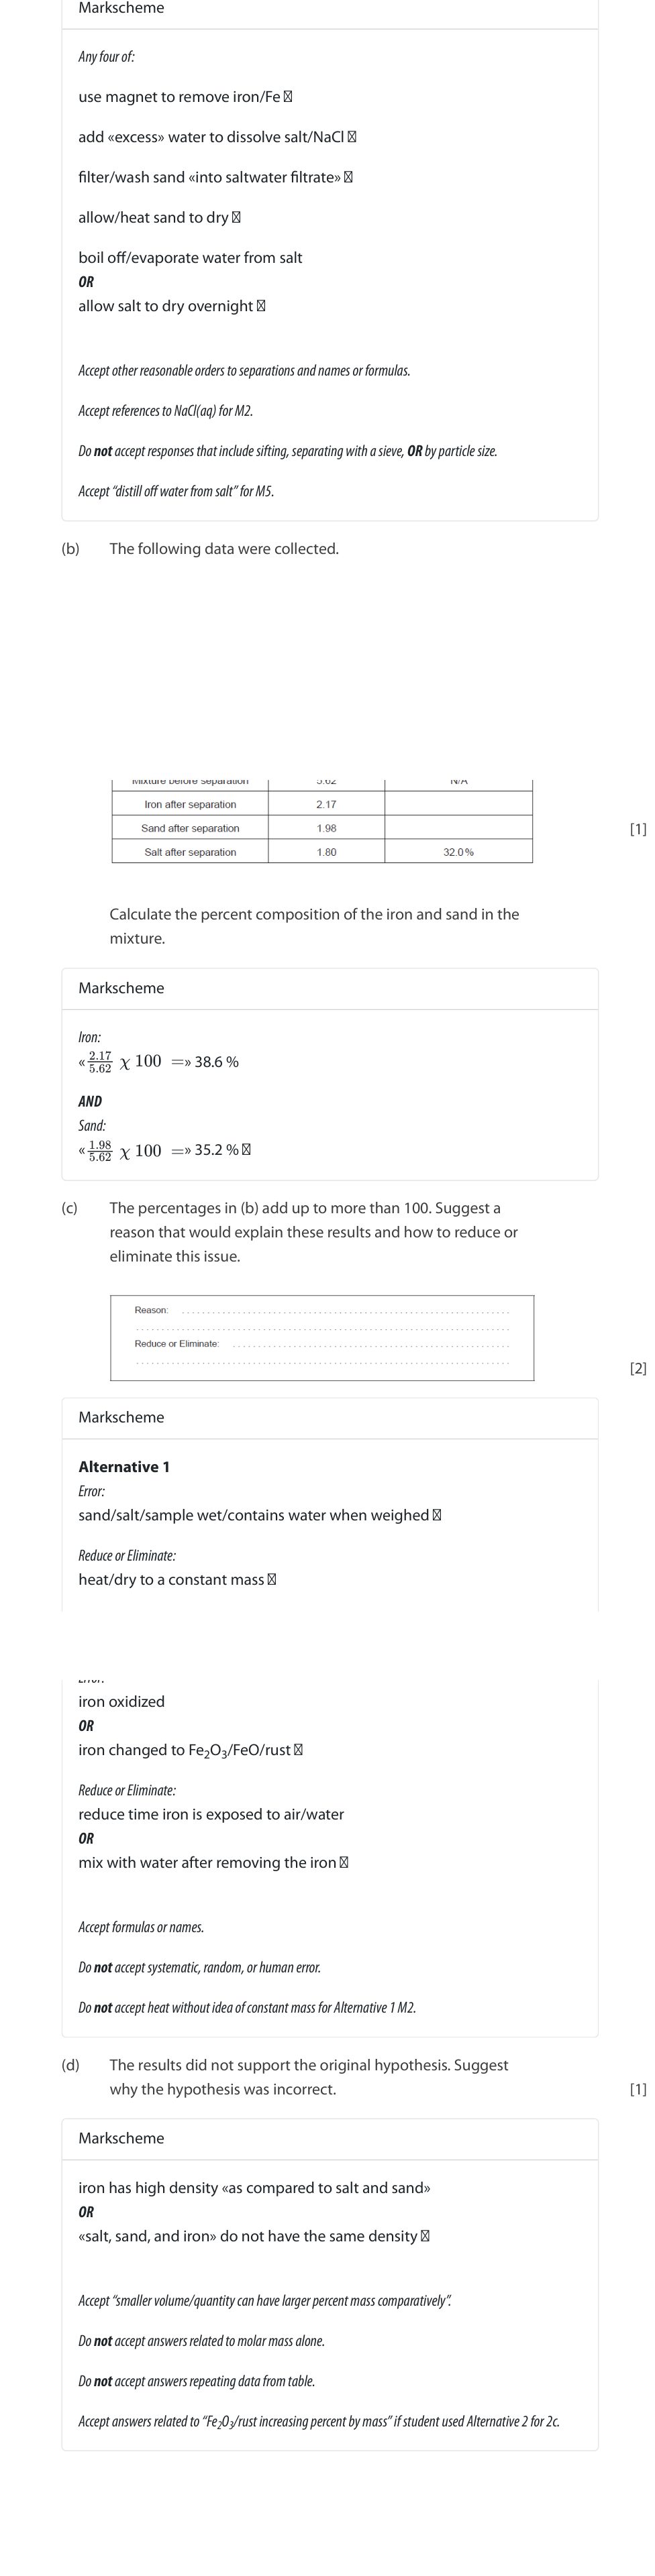 Markscheme
Any four of:
use magnet to remove iron/Fe 
add «excess» water to dissolve salt/NaCl 
filter/wash sand «into saltwater filtrate» 
allow/heat sand to dry 
boil off/evaporate water from salt
OR
allow salt to dry overnight 
Accept other reasonable orders to separations and names or formulas.
Accept references to NaCl(aq) for M2.
Do not accept responses that include sifting, separating with a sieve, OR by particle size.
Accept “distill off water from salt” for M5.
(b) The following data were collected.
Mixture before separation 5.62 N/A
Iron after separation 2.17
Sand after separation 1.98
[1]
Salt after separation 1.80 32.0%
Calculate the percent composition of the iron and sand in the
mixture.
Markscheme
Iron:
« 2.17/5.62 χ 100 =» 38.6 %
AND
Sand:
« 1.98/5.62 χ 100 =» 35.2 % 
(c) The percentages in (b) add up to more than 100. Suggest a
reason that would explain these results and how to reduce or
eliminate this issue.
Reason:
Reduce or Eliminate:
[2]
Markscheme
Alternative 1
Error:
sand/salt/sample wet/contains water when weighed 
Reduce or Eliminate:
heat/dry to a constant mass 
Error:
iron oxidized
OR
iron changed to Fe₂O₃/FeO/rust 
Reduce or Eliminate:
reduce time iron is exposed to air/water
OR
mix with water after removing the iron 
Accept formulas or names.
Do not accept systematic, random, or human error.
Do not accept heat without idea of constant mass for Alternative 1 M2.
(d) The results did not support the original hypothesis. Suggest
why the hypothesis was incorrect. [1]
Markscheme
iron has high density «as compared to salt and sand»
OR
«salt, sand, and iron» do not have the same density 
Accept “smaller volume/quantity can have larger percent mass comparatively”.
Do not accept answers related to molar mass alone.
Do not accept answers repeating data from table.
Accept answers related to “Fe₂O₃/rust increasing percent by mass” if student used Alternative 2 for 2c.